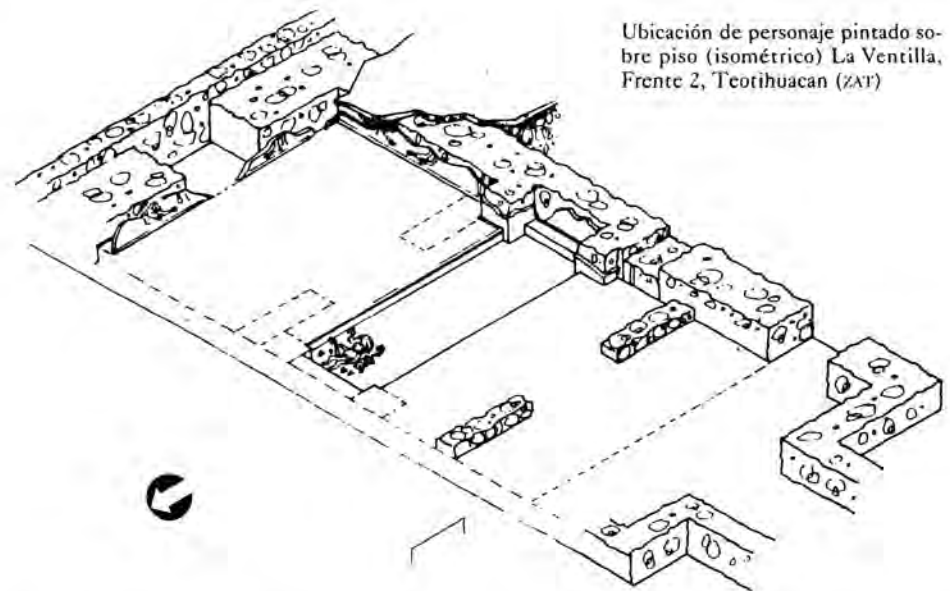 Ubicación de personaje pintado so-
bre piso (isométrico) La Ventilla,
Frente 2, Teotihuacan (ZAT)